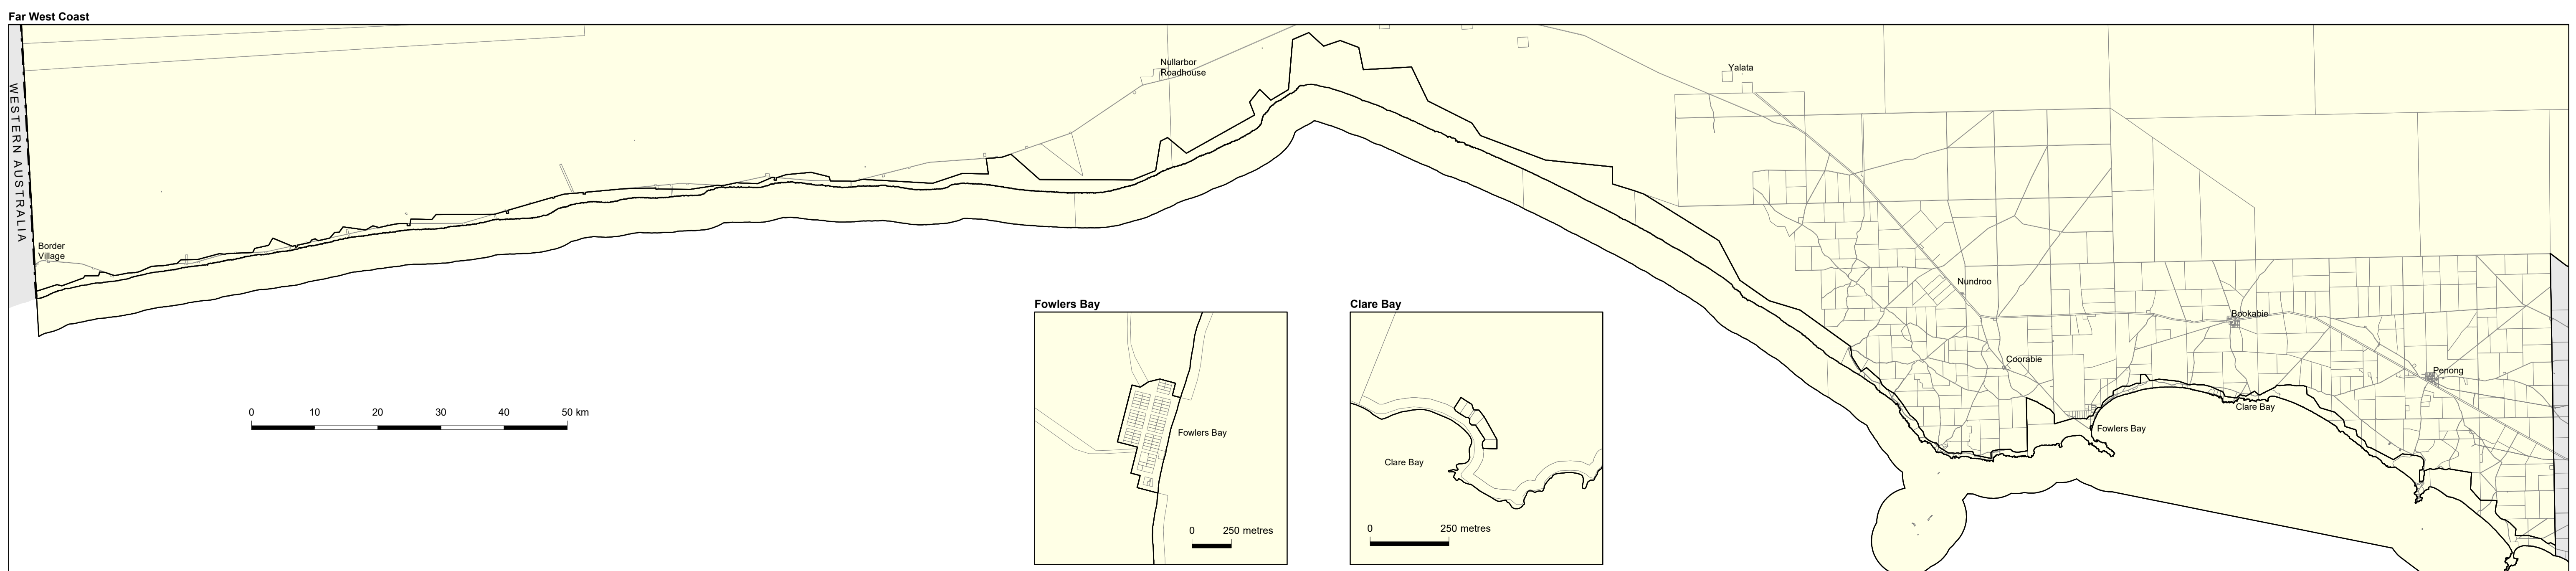 Far West Coast
WESTERN AUSTRALIA
Nullarbor
Roadhouse
Yalata
Border
Village
Nundroo
Bookabie
Coorabie
Penong
Clare Bay
Fowlers Bay
0 10 20 30 40 50 km
Fowlers Bay
Fowlers Bay
0 250 metres
Clare Bay
Clare Bay
0 250 metres